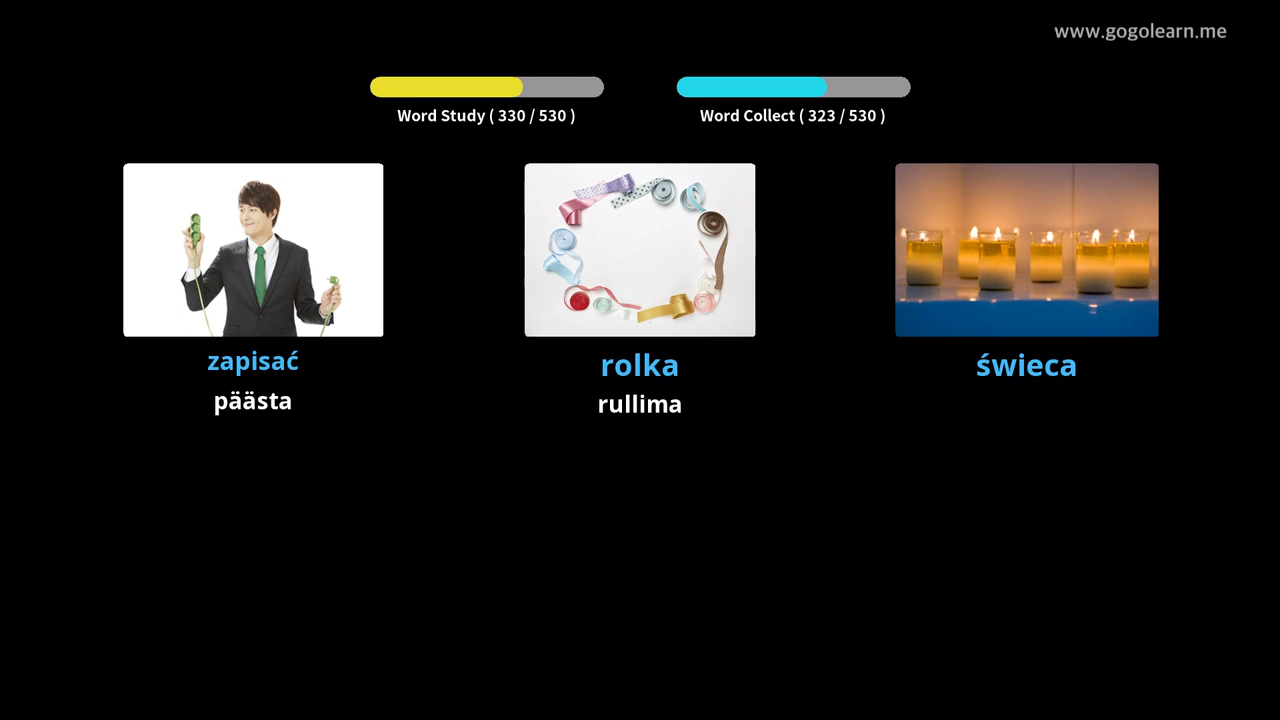 www.gogolearn.me
Word Study ( 330 / 530 )
Word Collect ( 323 / 530 )
zapisać
päästa
rolka
rullima
świeca